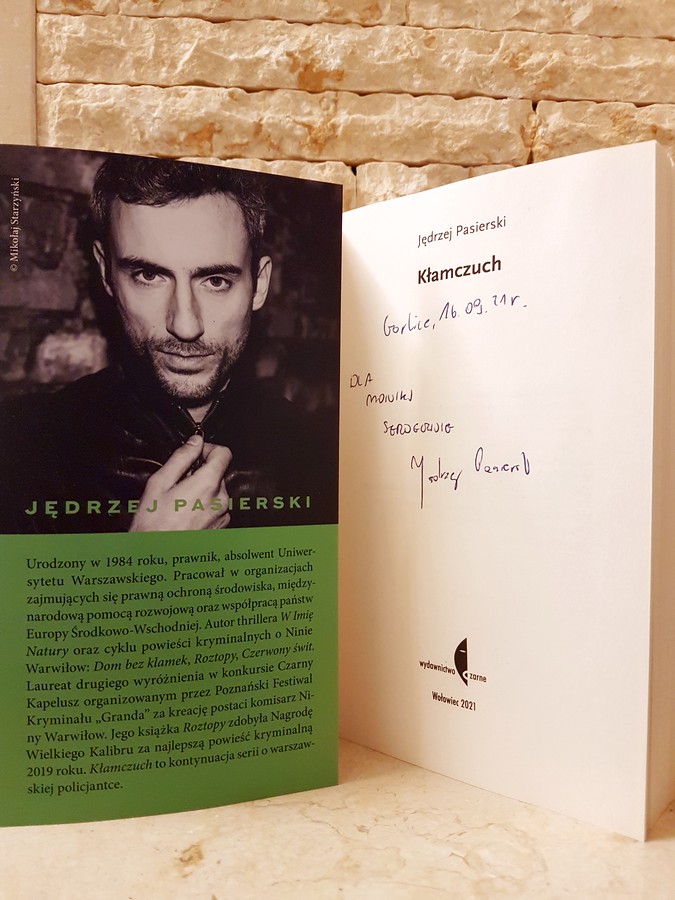 © Mikołaj Starzyński
JĘDRZEJ PASIERSKI
Urodzony w 1984 roku, prawnik, absolwent Uniwer-
sytetu Warszawskiego. Pracował w organizacjach
zajmujących się prawną ochroną środowiska, między-
narodową pomocą rozwojową oraz współpracą państw
Europy Środkowo-Wschodniej. Autor thrillera W Imię
Natury oraz cyklu powieści kryminalnych o Ninie
Warwiłow: Dom bez klamek, Roztopy, Czerwony świt.
Laureat drugiego wyróżnienia w konkursie Czarny
Kapelusz organizowanym przez Poznański Festiwal
Kryminału „Granda” za kreację postaci komisarz Ni-
ny Warwiłow. Jego książka Roztopy zdobyła Nagrodę
Wielkiego Kalibru za najlepszą powieść kryminalną
2019 roku. Kłamczuch to kontynuacja serii o warszaw-
skiej policjantce.
Jędrzej Pasierski
Kłamczuch
Gorlice, 16.09.21r.
DLA
MONIKI
SERDECZNIE
Jędrzej Pasierski
wydawnictwo czarne
Wołowiec 2021